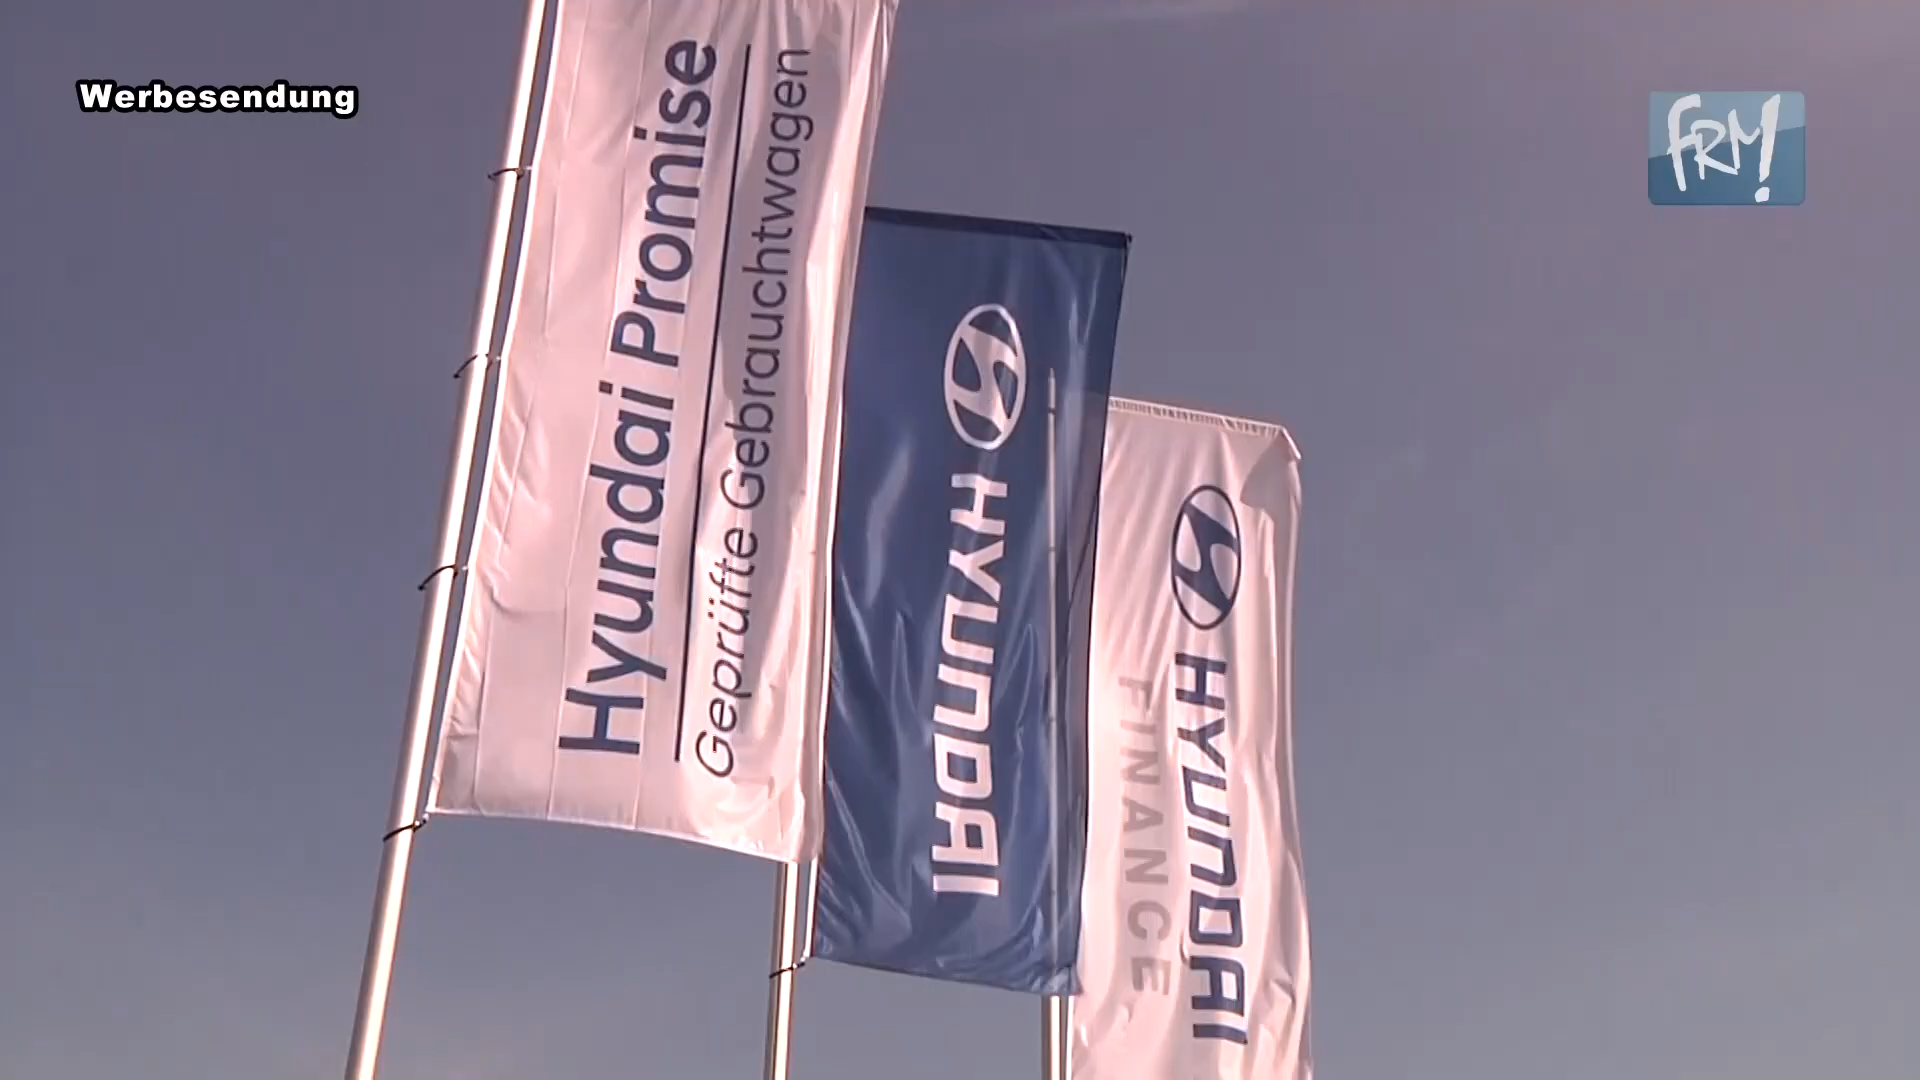 Werbesendung
FRM!
Hyundai Promise
Geprüfte Gebrauchtwagen
HYUNDAI
HYUNDAI
FINANCE